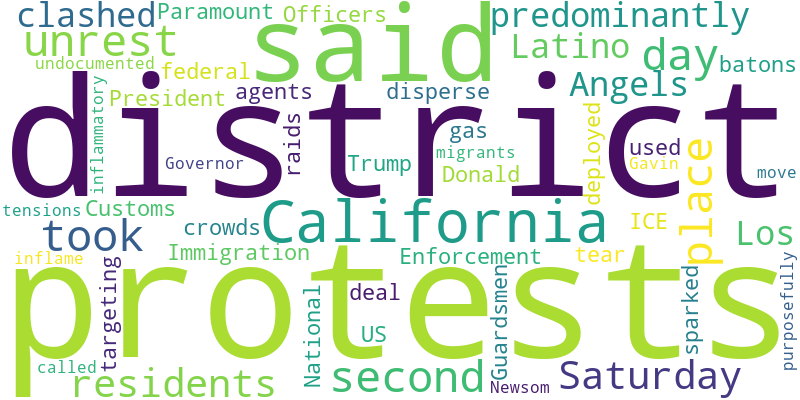 clashed Paramount Officers predominantly
unrest said Latino day
undocumented federal Angels batons
President agents disperse
inflammatory district deployed
raids gas used place
Governor Trump migrants Gavin
Donald move
tensions Customs California ICE
took crowds Los
Immigration Enforcement tear
inflame protests
targeting National deal Guardsmen sparked purposefully
US
called residents second Newsom Saturday